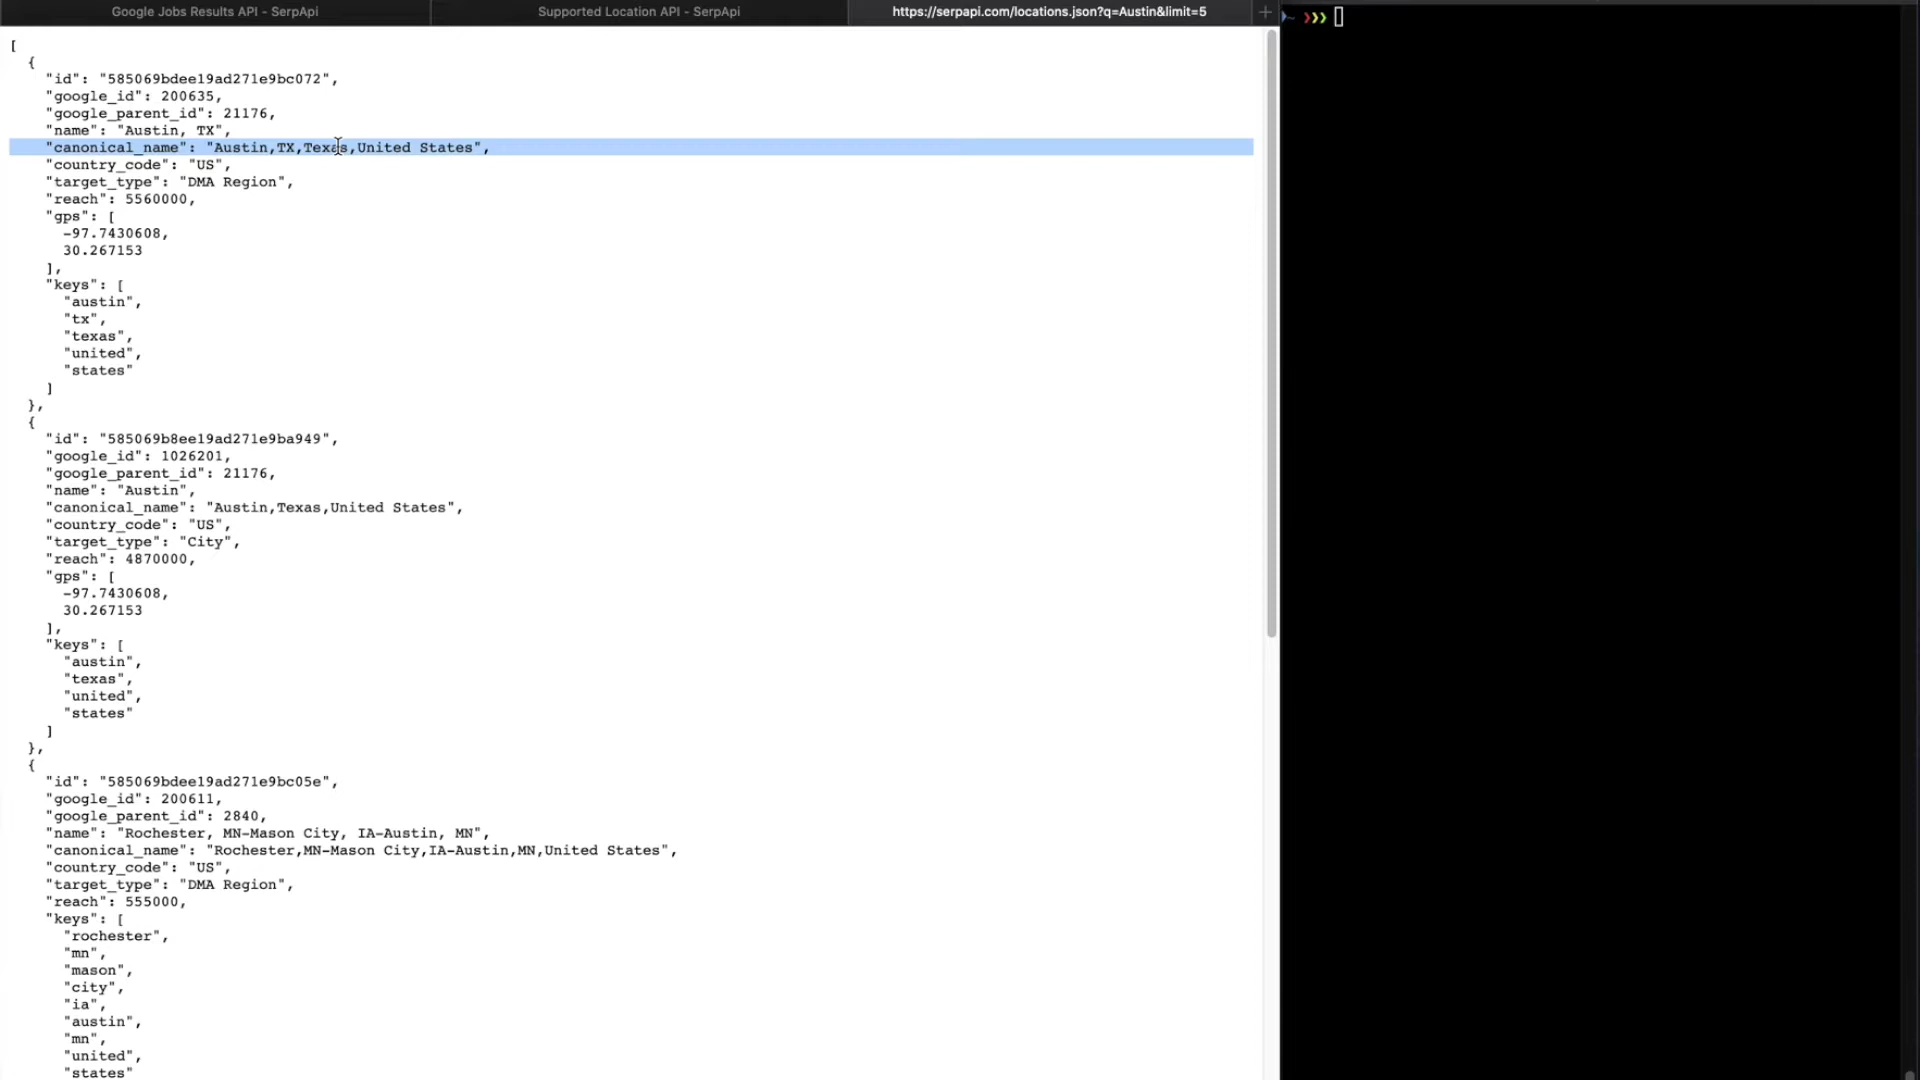 Google Jobs Results API - SerpApi
Supported Location API - SerpApi
https://serpapi.com/locations.json?q=Austin&limit=5
+
~ ❯❯❯
[
{
"id": "585069bdee19ad271e9bc072",
"google_id": 200635,
"google_parent_id": 21176,
"name": "Austin, TX",
"canonical_name": "Austin,TX,Texas,United States",
"country_code": "US",
"target_type": "DMA Region",
"reach": 5560000,
"gps": [
-97.7430608,
30.267153
],
"keys": [
"austin",
"tx",
"texas",
"united",
"states"
]
},
{
"id": "585069b8ee19ad271e9ba949",
"google_id": 1026201,
"google_parent_id": 21176,
"name": "Austin",
"canonical_name": "Austin,Texas,United States",
"country_code": "US",
"target_type": "City",
"reach": 4870000,
"gps": [
-97.7430608,
30.267153
],
"keys": [
"austin",
"texas",
"united",
"states"
]
},
{
"id": "585069bdee19ad271e9bc05e",
"google_id": 200611,
"google_parent_id": 2840,
"name": "Rochester, MN-Mason City, IA-Austin, MN",
"canonical_name": "Rochester,MN-Mason City,IA-Austin,MN,United States",
"country_code": "US",
"target_type": "DMA Region",
"reach": 555000,
"keys": [
"rochester",
"mn",
"mason",
"city",
"ia",
"austin",
"mn",
"united",
"states"